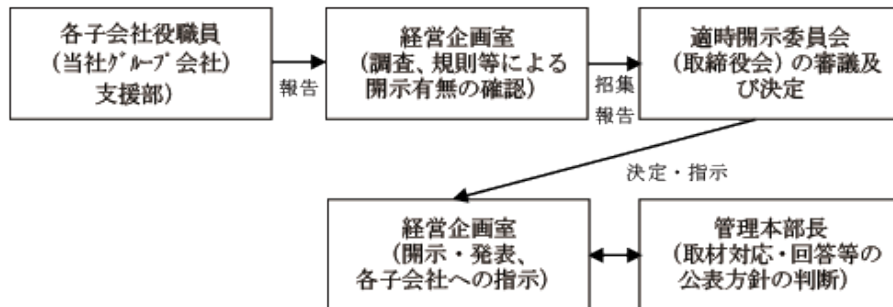 各子会社役職員
(当社ｸﾞﾙｰﾌﾟ会社)
支援部)
報告
経営企画室
(調査、規則等による
開示有無の確認)
招集
報告
適時開示委員会
(取締役会)の審議及
び決定
決定・指示
経営企画室
(開示・発表、
各子会社への指示)
管理本部長
(取材対応・回答等の
公表方針の判断)